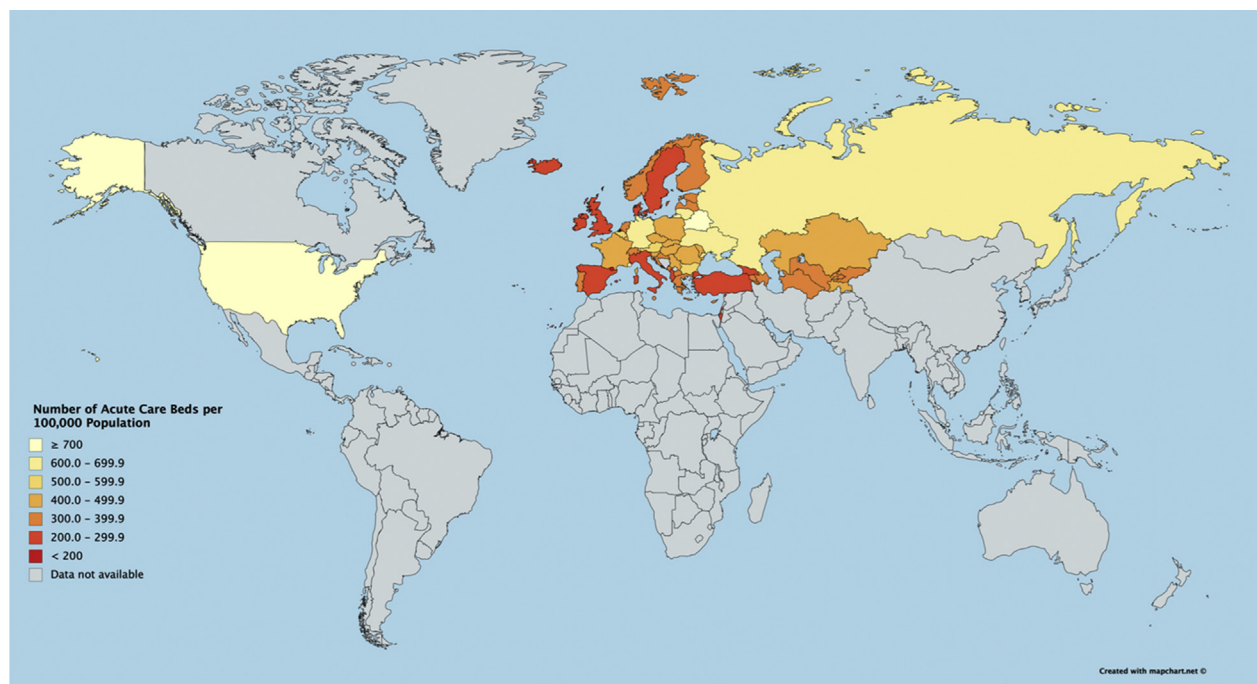 Number of Acute Care Beds per
100,000 Population
≥ 700
600.0 – 699.9
500.0 – 599.9
400.0 – 499.9
300.0 – 399.9
200.0 – 299.9
< 200
Data not available
Created with mapchart.net ©